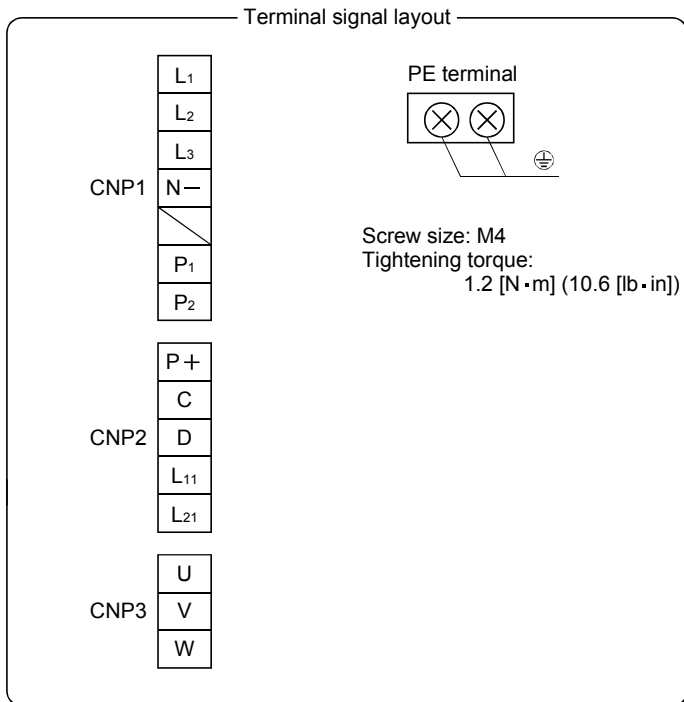 Terminal signal layout
CNP1
L1
L2
L3
N−
P1
P2
CNP2
P+
C
D
L11
L21
CNP3
U
V
W
PE terminal
Screw size: M4
Tightening torque:
1.2 [N･m] (10.6 [lb･in])